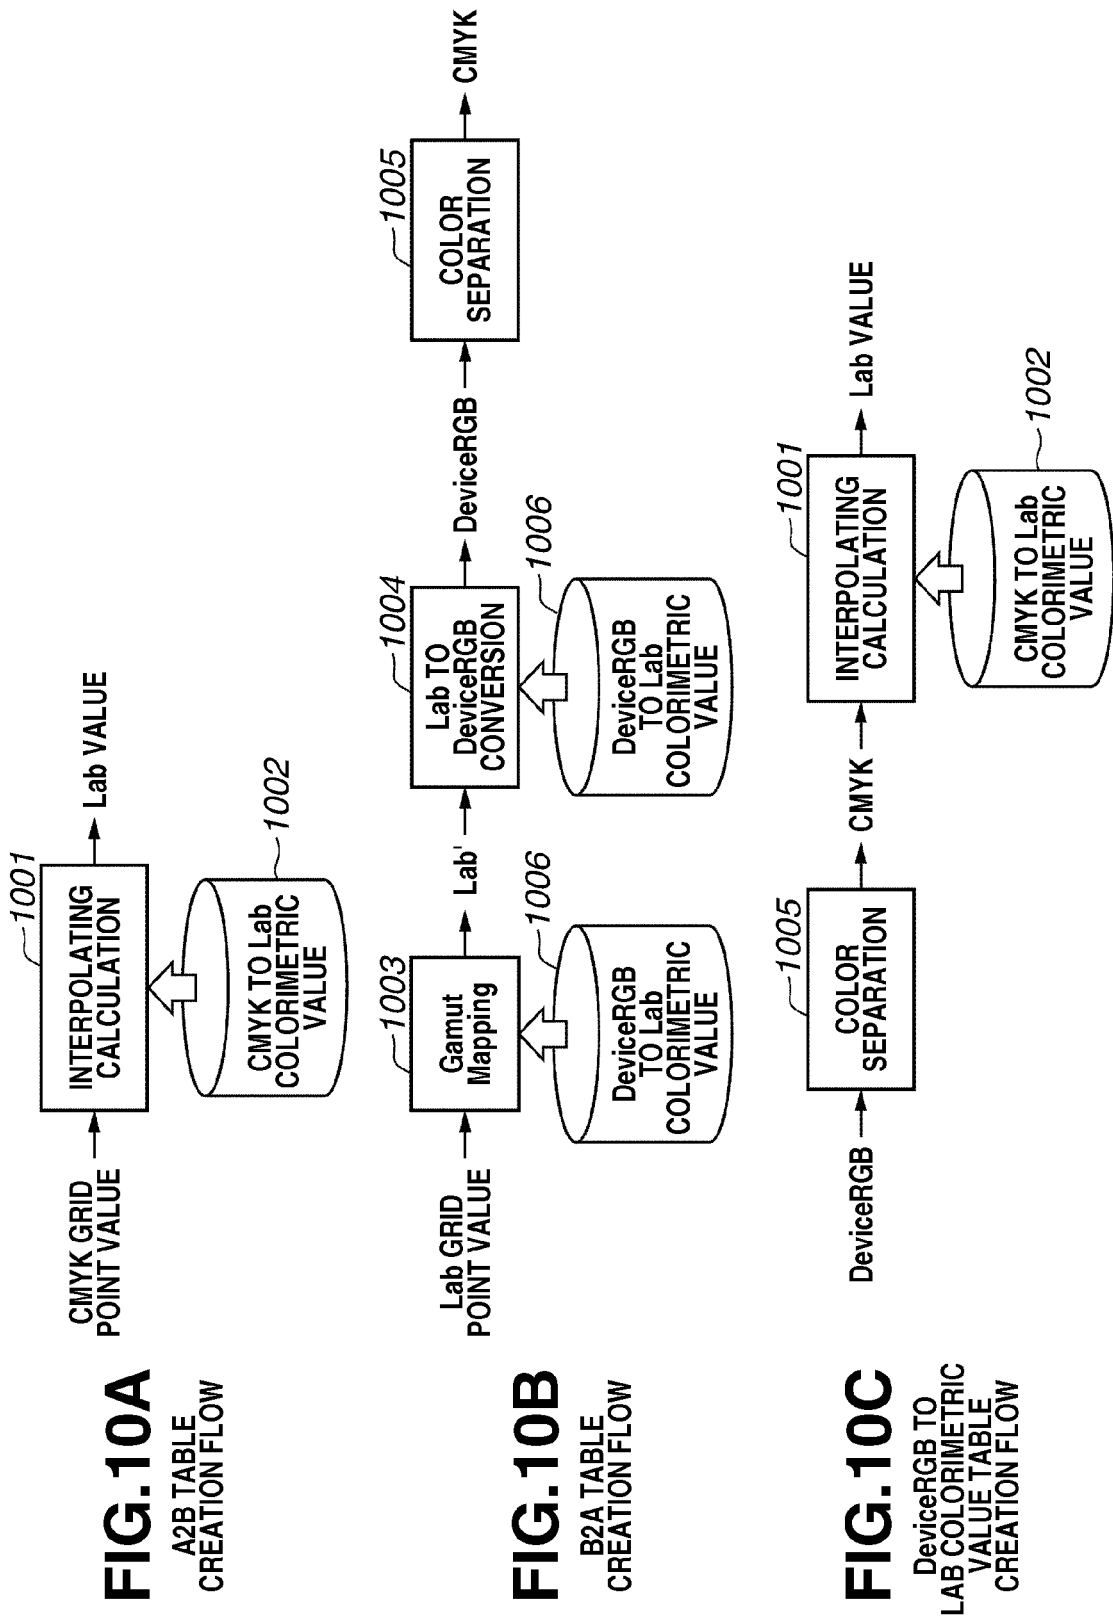 FIG.10A
A2B TABLE
CREATION FLOW
CMYK GRID
POINT VALUE
1001
INTERPOLATING
CALCULATION
Lab VALUE
1002
CMYK TO Lab
COLORIMETRIC
VALUE
FIG.10B
B2A TABLE
CREATION FLOW
Lab GRID
POINT VALUE
1003
Gamut
Mapping
1006
DeviceRGB
TO Lab
COLORIMETRIC
VALUE
Lab'
1004
Lab TO
DeviceRGB
CONVERSION
1006
DeviceRGB
TO Lab
COLORIMETRIC
VALUE
DeviceRGB
1005
COLOR
SEPARATION
CMYK
FIG.10C
DeviceRGB TO
LAB COLORIMETRIC
VALUE TABLE
CREATION FLOW
DeviceRGB
1005
COLOR
SEPARATION
CMYK
1001
INTERPOLATING
CALCULATION
Lab VALUE
1002
CMYK TO Lab
COLORIMETRIC
VALUE